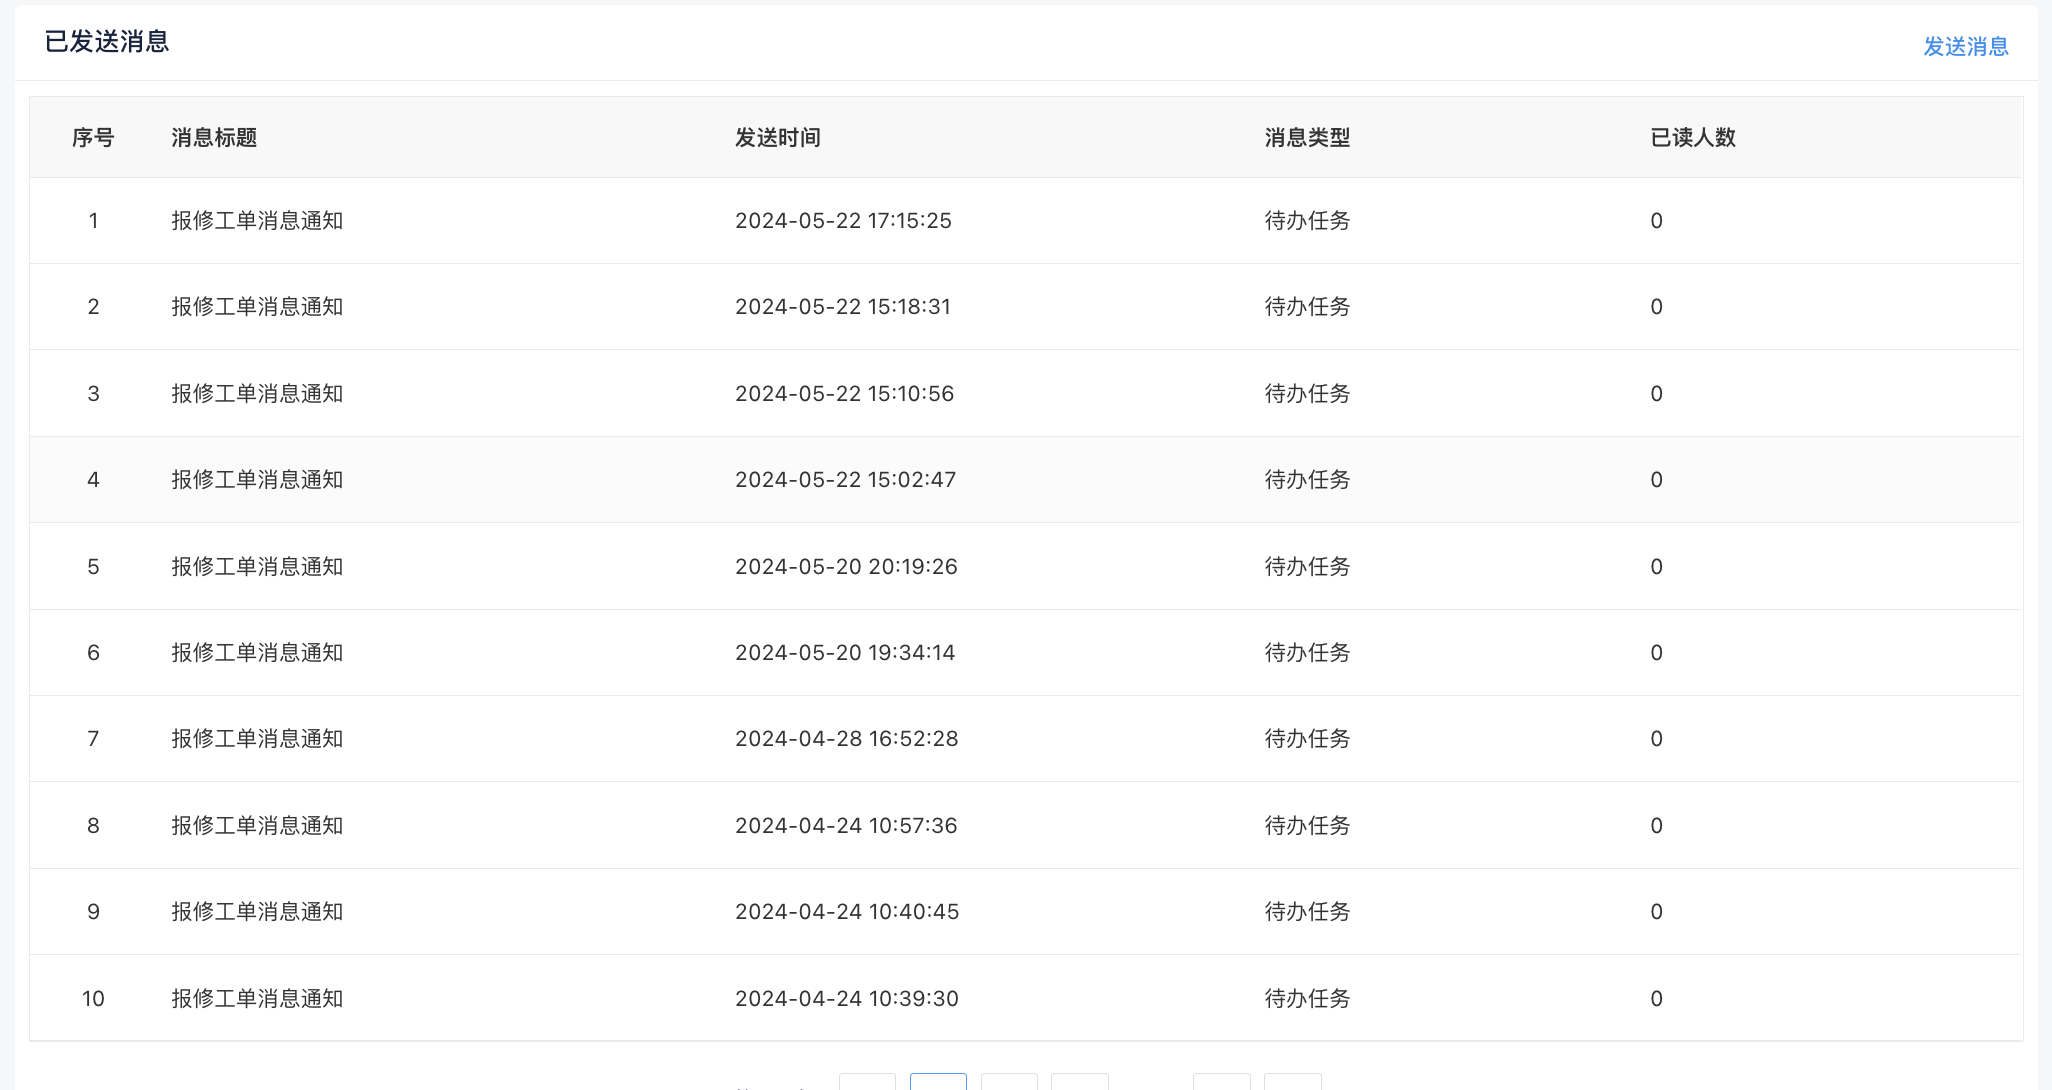 已发送消息
发送消息
序号 消息标题 发送时间 消息类型 已读人数
1 报修工单消息通知 2024-05-22 17:15:25 待办任务 0
2 报修工单消息通知 2024-05-22 15:18:31 待办任务 0
3 报修工单消息通知 2024-05-22 15:10:56 待办任务 0
4 报修工单消息通知 2024-05-22 15:02:47 待办任务 0
5 报修工单消息通知 2024-05-20 20:19:26 待办任务 0
6 报修工单消息通知 2024-05-20 19:34:14 待办任务 0
7 报修工单消息通知 2024-04-28 16:52:28 待办任务 0
8 报修工单消息通知 2024-04-24 10:57:36 待办任务 0
9 报修工单消息通知 2024-04-24 10:40:45 待办任务 0
10 报修工单消息通知 2024-04-24 10:39:30 待办任务 0